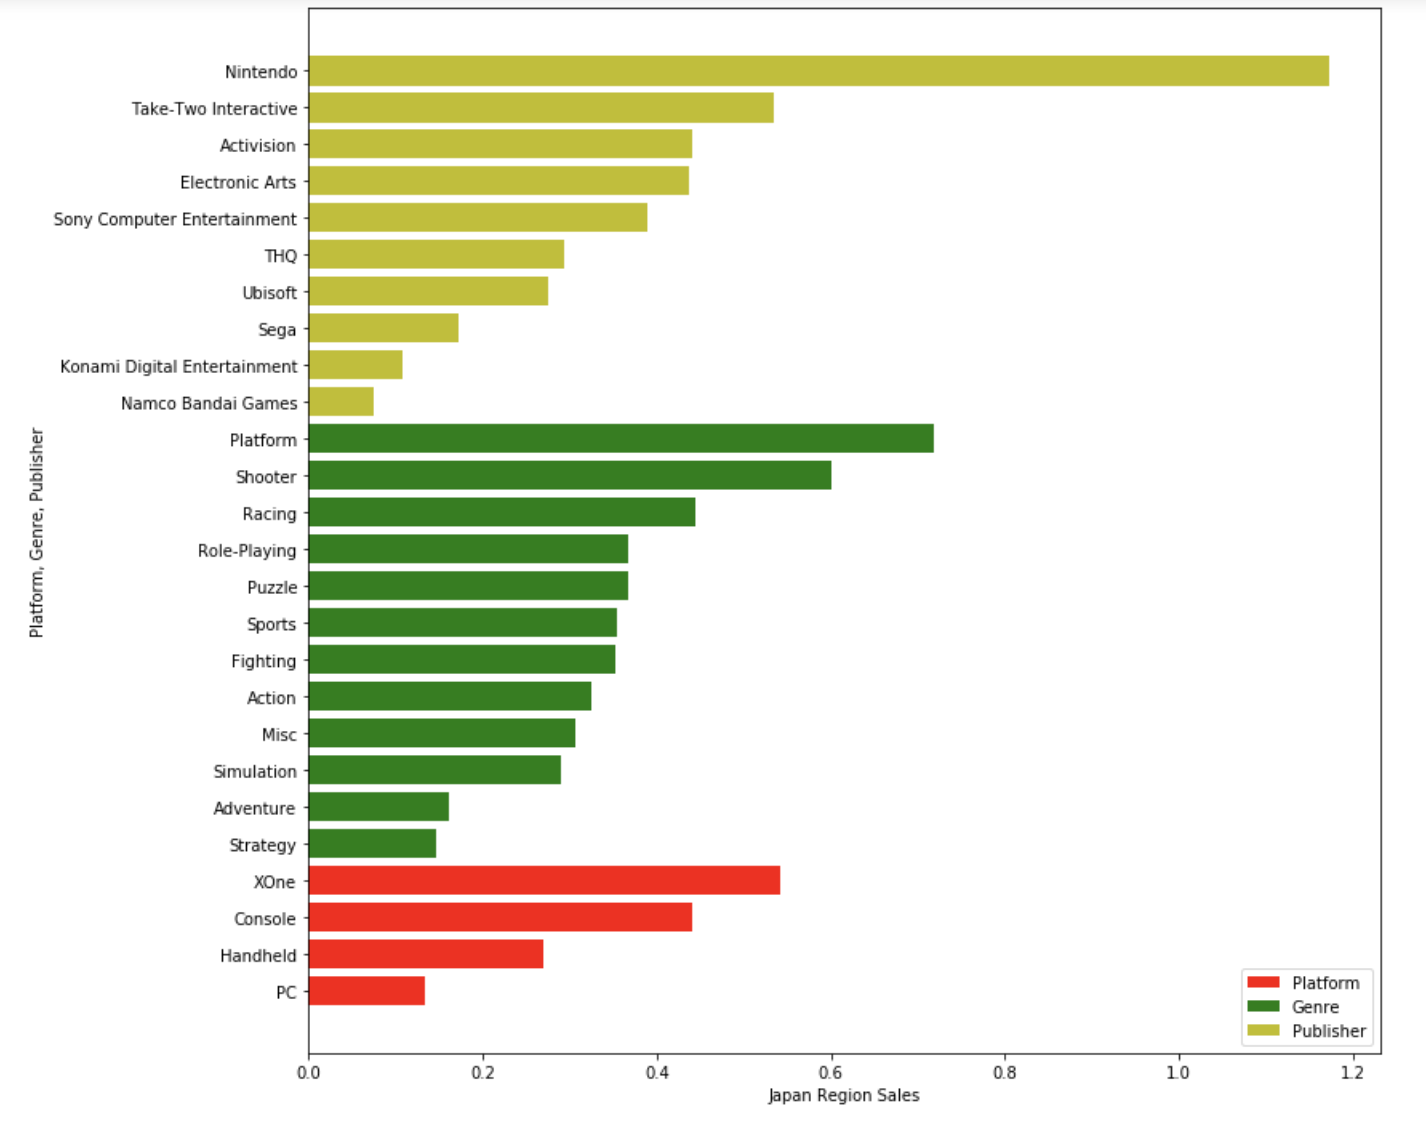 Nintendo
Take-Two Interactive
Activision
Electronic Arts
Sony Computer Entertainment
THQ
Ubisoft
Sega
Konami Digital Entertainment
Namco Bandai Games
Platform
Shooter
Racing
Role-Playing
Puzzle
Sports
Fighting
Action
Misc
Simulation
Adventure
Strategy
XOne
Console
Handheld
PC
Platform, Genre, Publisher
Platform
Genre
Publisher
0.0 0.2 0.4 0.6 0.8 1.0 1.2
Japan Region Sales